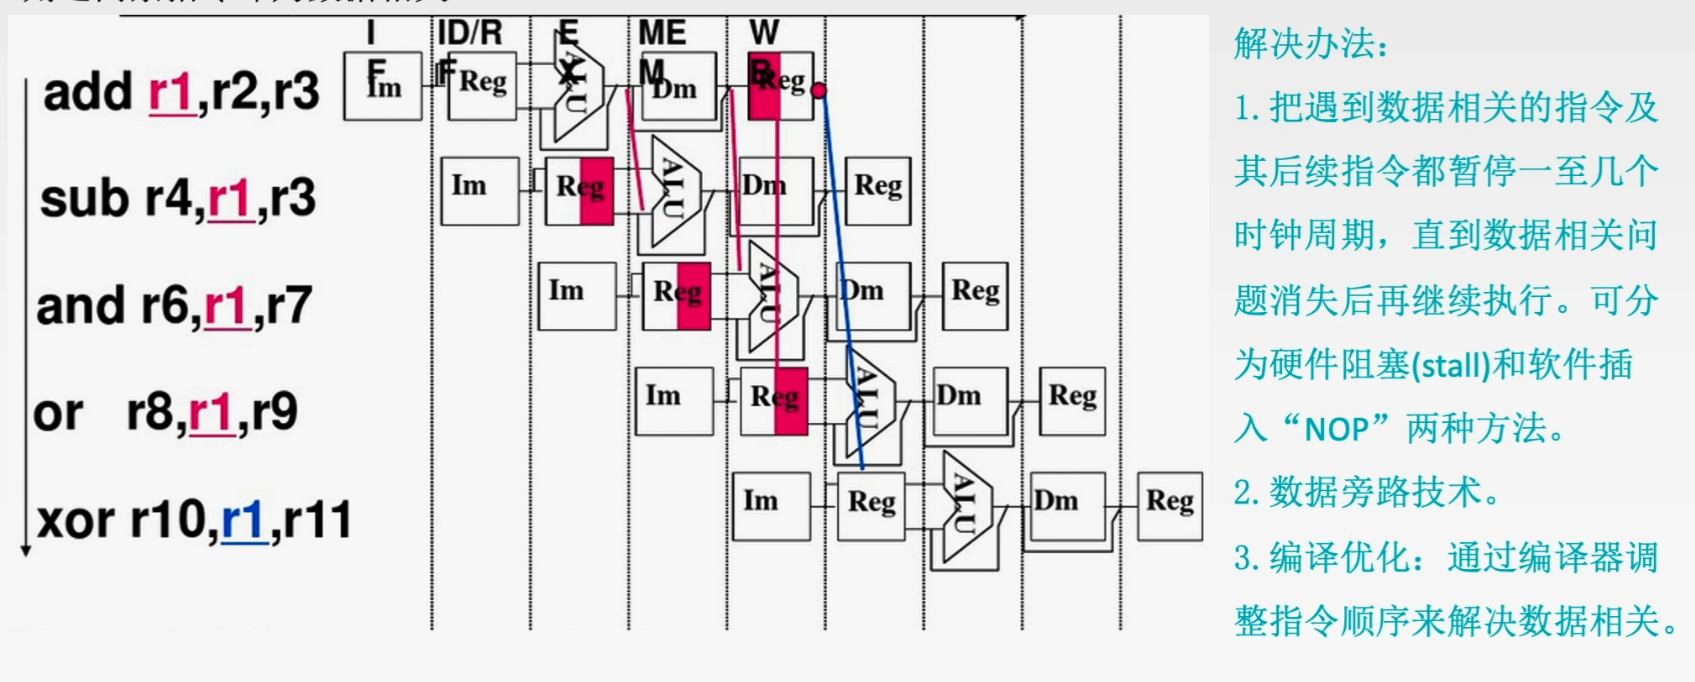 IF ID/RF EX MEM WB
add r1,r2,r3 Im Reg ALU Dm Reg
sub r4,r1,r3 Im Reg ALU Dm Reg
and r6,r1,r7 Im Reg ALU Dm Reg
or r8,r1,r9 Im Reg ALU Dm Reg
xor r10,r1,r11 Im Reg ALU Dm Reg
解决办法：
1.把遇到数据相关的指令及
其后续指令都暂停一至几个
时钟周期，直到数据相关问
题消失后再继续执行。可分
为硬件阻塞(stall)和软件插
入“NOP”两种方法。
2.数据旁路技术。
3.编译优化：通过编译器调
整指令顺序来解决数据相关。